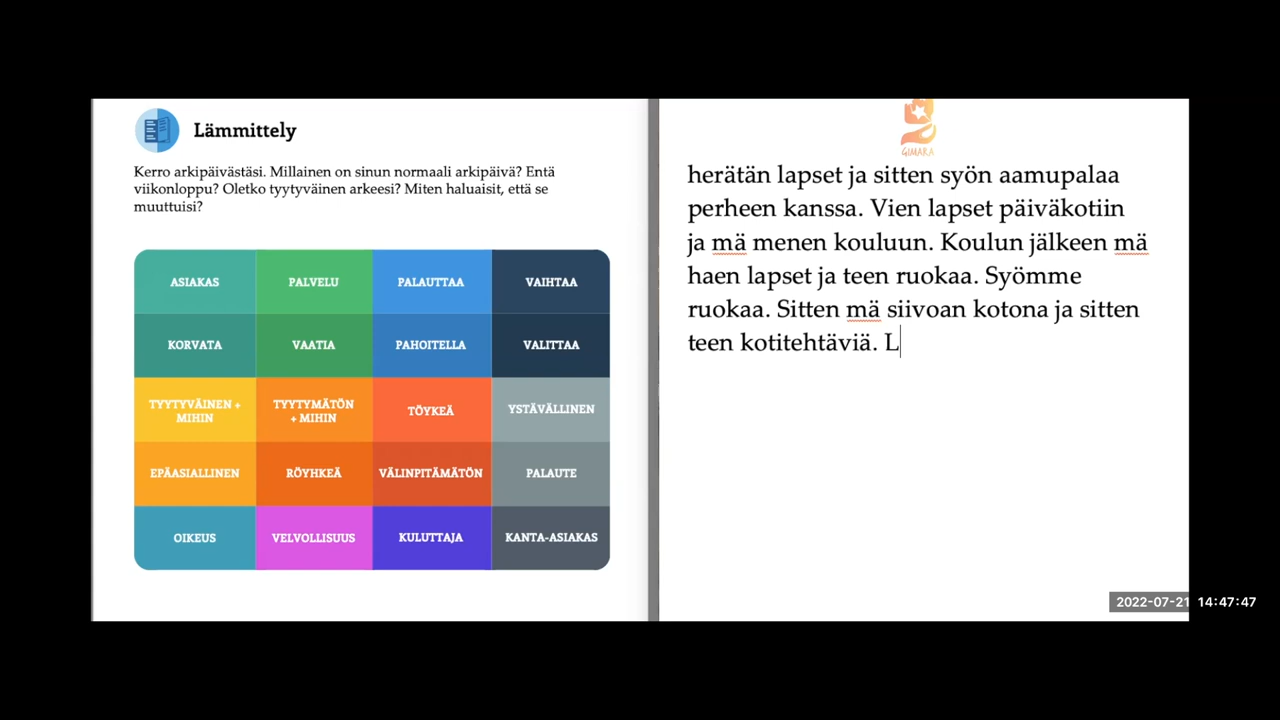 Lämmittely
Kerro arkipäivästäsi. Millainen on sinun normaali arkipäivä? Entä
viikonloppu? Oletko tyytyväinen arkeesi? Miten haluaisit, että se
muuttuisi?
ASIAKAS
PALVELU
PALAUTTAA
VAIHTAA
KORVATA
VAATIA
PAHOITELLA
VALITTAA
TYYTYVÄINEN +
MIHIN
TYYTYMÄTÖN
+ MIHIN
TÖYKEÄ
YSTÄVÄLLINEN
EPÄASIALLINEN
RÖYHKEÄ
VÄLINPITÄMÄTÖN
PALAUTE
OIKEUS
VELVOLLISUUS
KULUTTAJA
KANTA-ASIAKAS
GIMARA
herätän lapset ja sitten syön aamupalaa
perheen kanssa. Vien lapset päiväkotiin
ja mä menen kouluun. Koulun jälkeen mä
haen lapset ja teen ruokaa. Syömme
ruokaa. Sitten mä siivoan kotona ja sitten
teen kotitehtäviä. L
2022-07-21 14:47:47